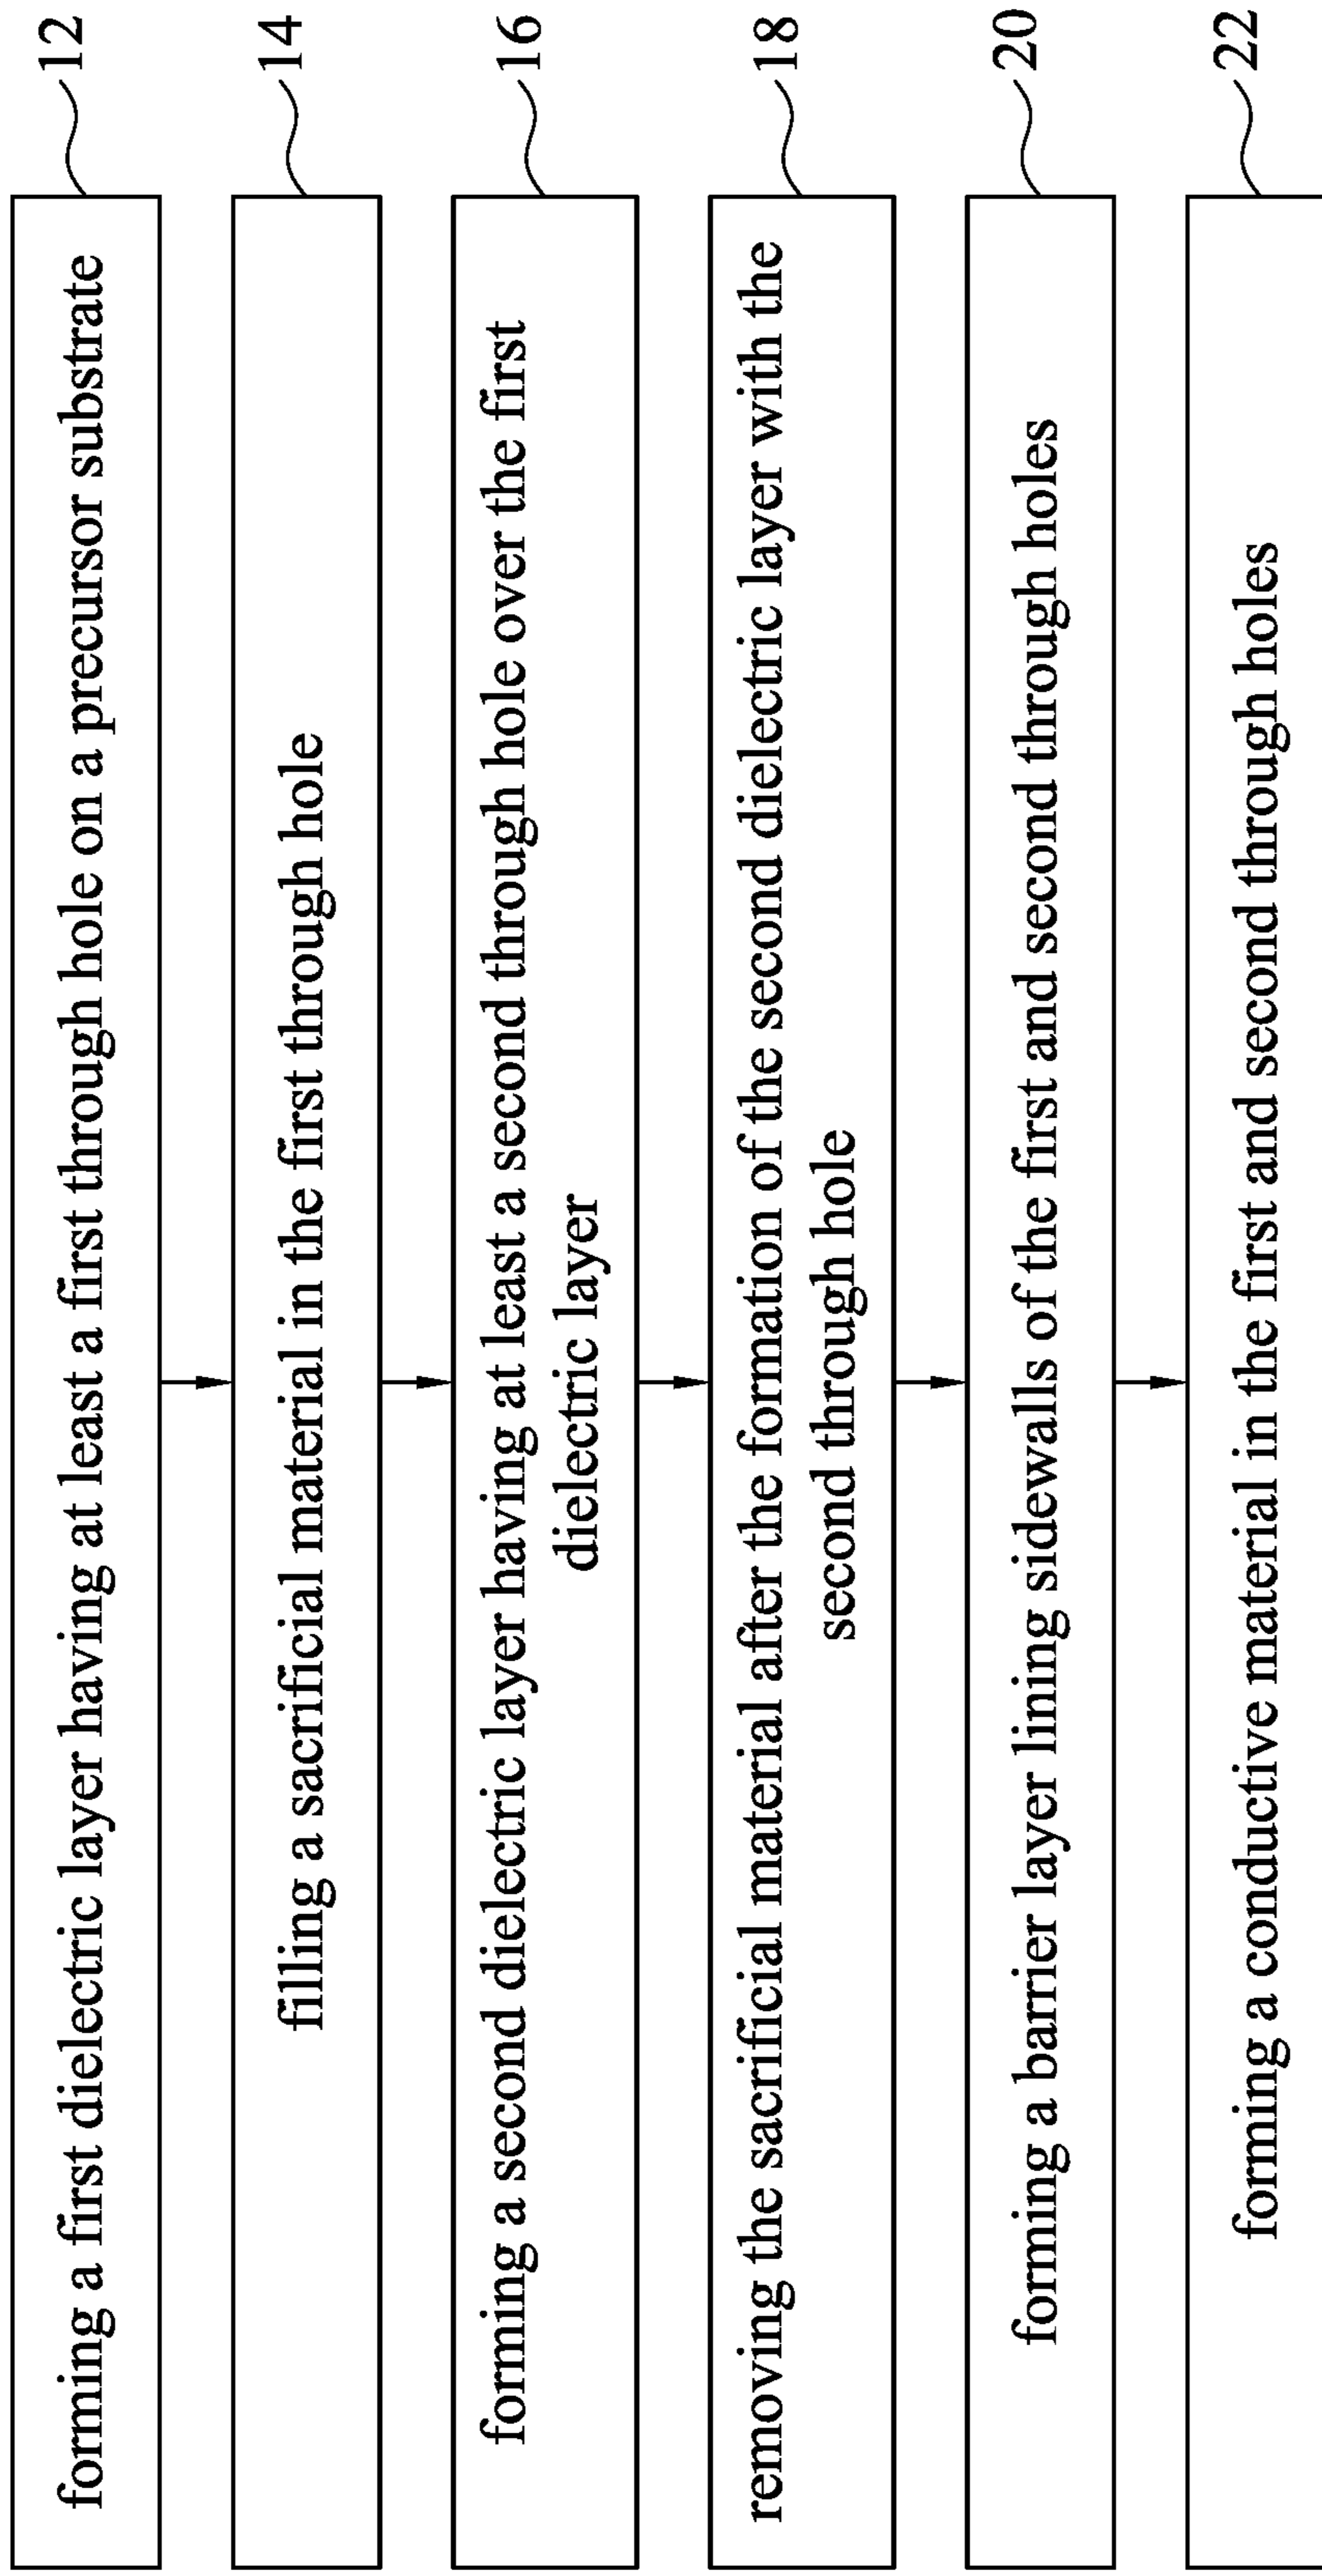 forming a first dielectric layer having at least a first through hole on a precursor substrate
12
filling a sacrificial material in the first through hole
14
forming a second dielectric layer having at least a second through hole over the first
dielectric layer
16
removing the sacrificial material after the formation of the second dielectric layer with the
second through hole
18
forming a barrier layer lining sidewalls of the first and second through holes
20
forming a conductive material in the first and second through holes
22